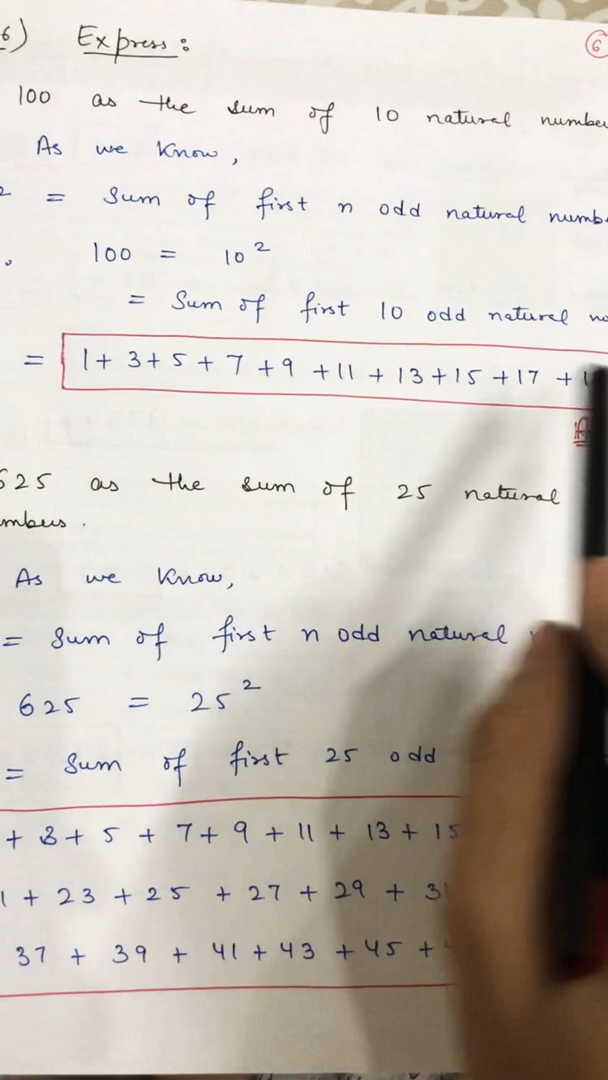 6) Express: 6
100 as the sum of 10 natural numbe
As we know,
2 = Sum of first n odd natural numb
100 = 10²
= Sum of first 10 odd natural no
= 1 + 3 + 5 + 7 + 9 + 11 + 13 + 15 + 17 + 1
625 as the sum of 25 natural
mbers.
As we know,
= Sum of first n odd natural
625 = 25²
= Sum of first 25 odd
+ 3 + 5 + 7 + 9 + 11 + 13 + 15
1 + 23 + 25 + 27 + 29 + 3
37 + 39 + 41 + 43 + 45 +